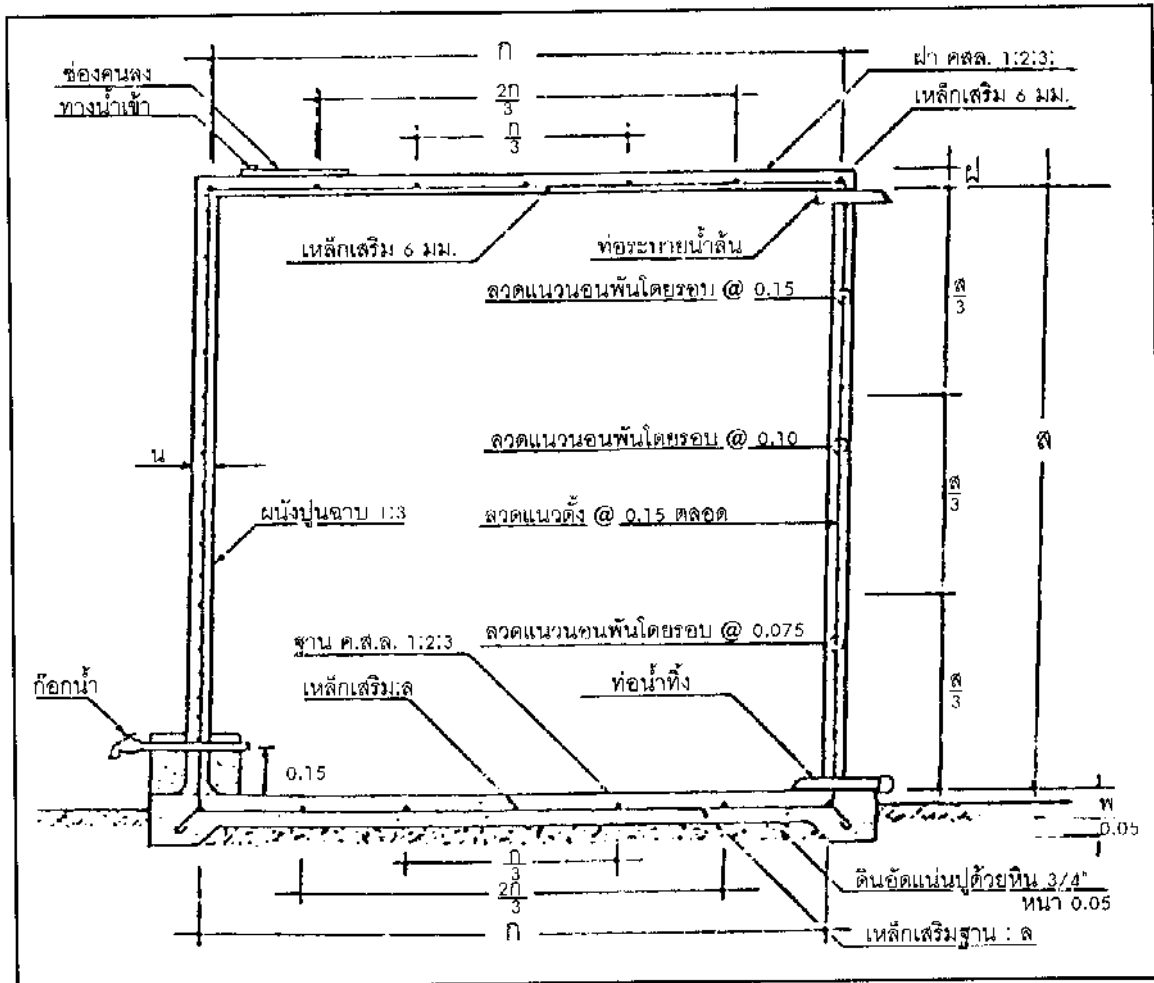 ก
ช่องคนลง
ฝา คสล. 1:2:3:
ทางน้ำเข้า
2ก
3
เหล็กเสริม 6 มม.
ก
3
ฝ
เหล็กเสริม 6 มม.
ท่อระบายน้ำล้น
ลวดแนวนอนพันโดยรอบ @ 0.15
ส
3
ลวดแนวนอนพันโดยรอบ @ 0.10
ส
น
ส
3
ผนังปูนฉาบ 1:3
ลวดแนวดั้ง @ 0.15 ตลอด
ลวดแนวนอนพันโดยรอบ @ 0.075
ฐาน ค.ส.ล. 1:2:3
ก๊อกน้ำ
เหล็กเสริม:ล
ท่อน้ำทิ้ง
ส
3
0.15
พ
0.05
ก
3
2ก
3
ดินอัดแน่นปูด้วยหิน 3/4"
หนา 0.05
ก
เหล็กเสริมฐาน : ล